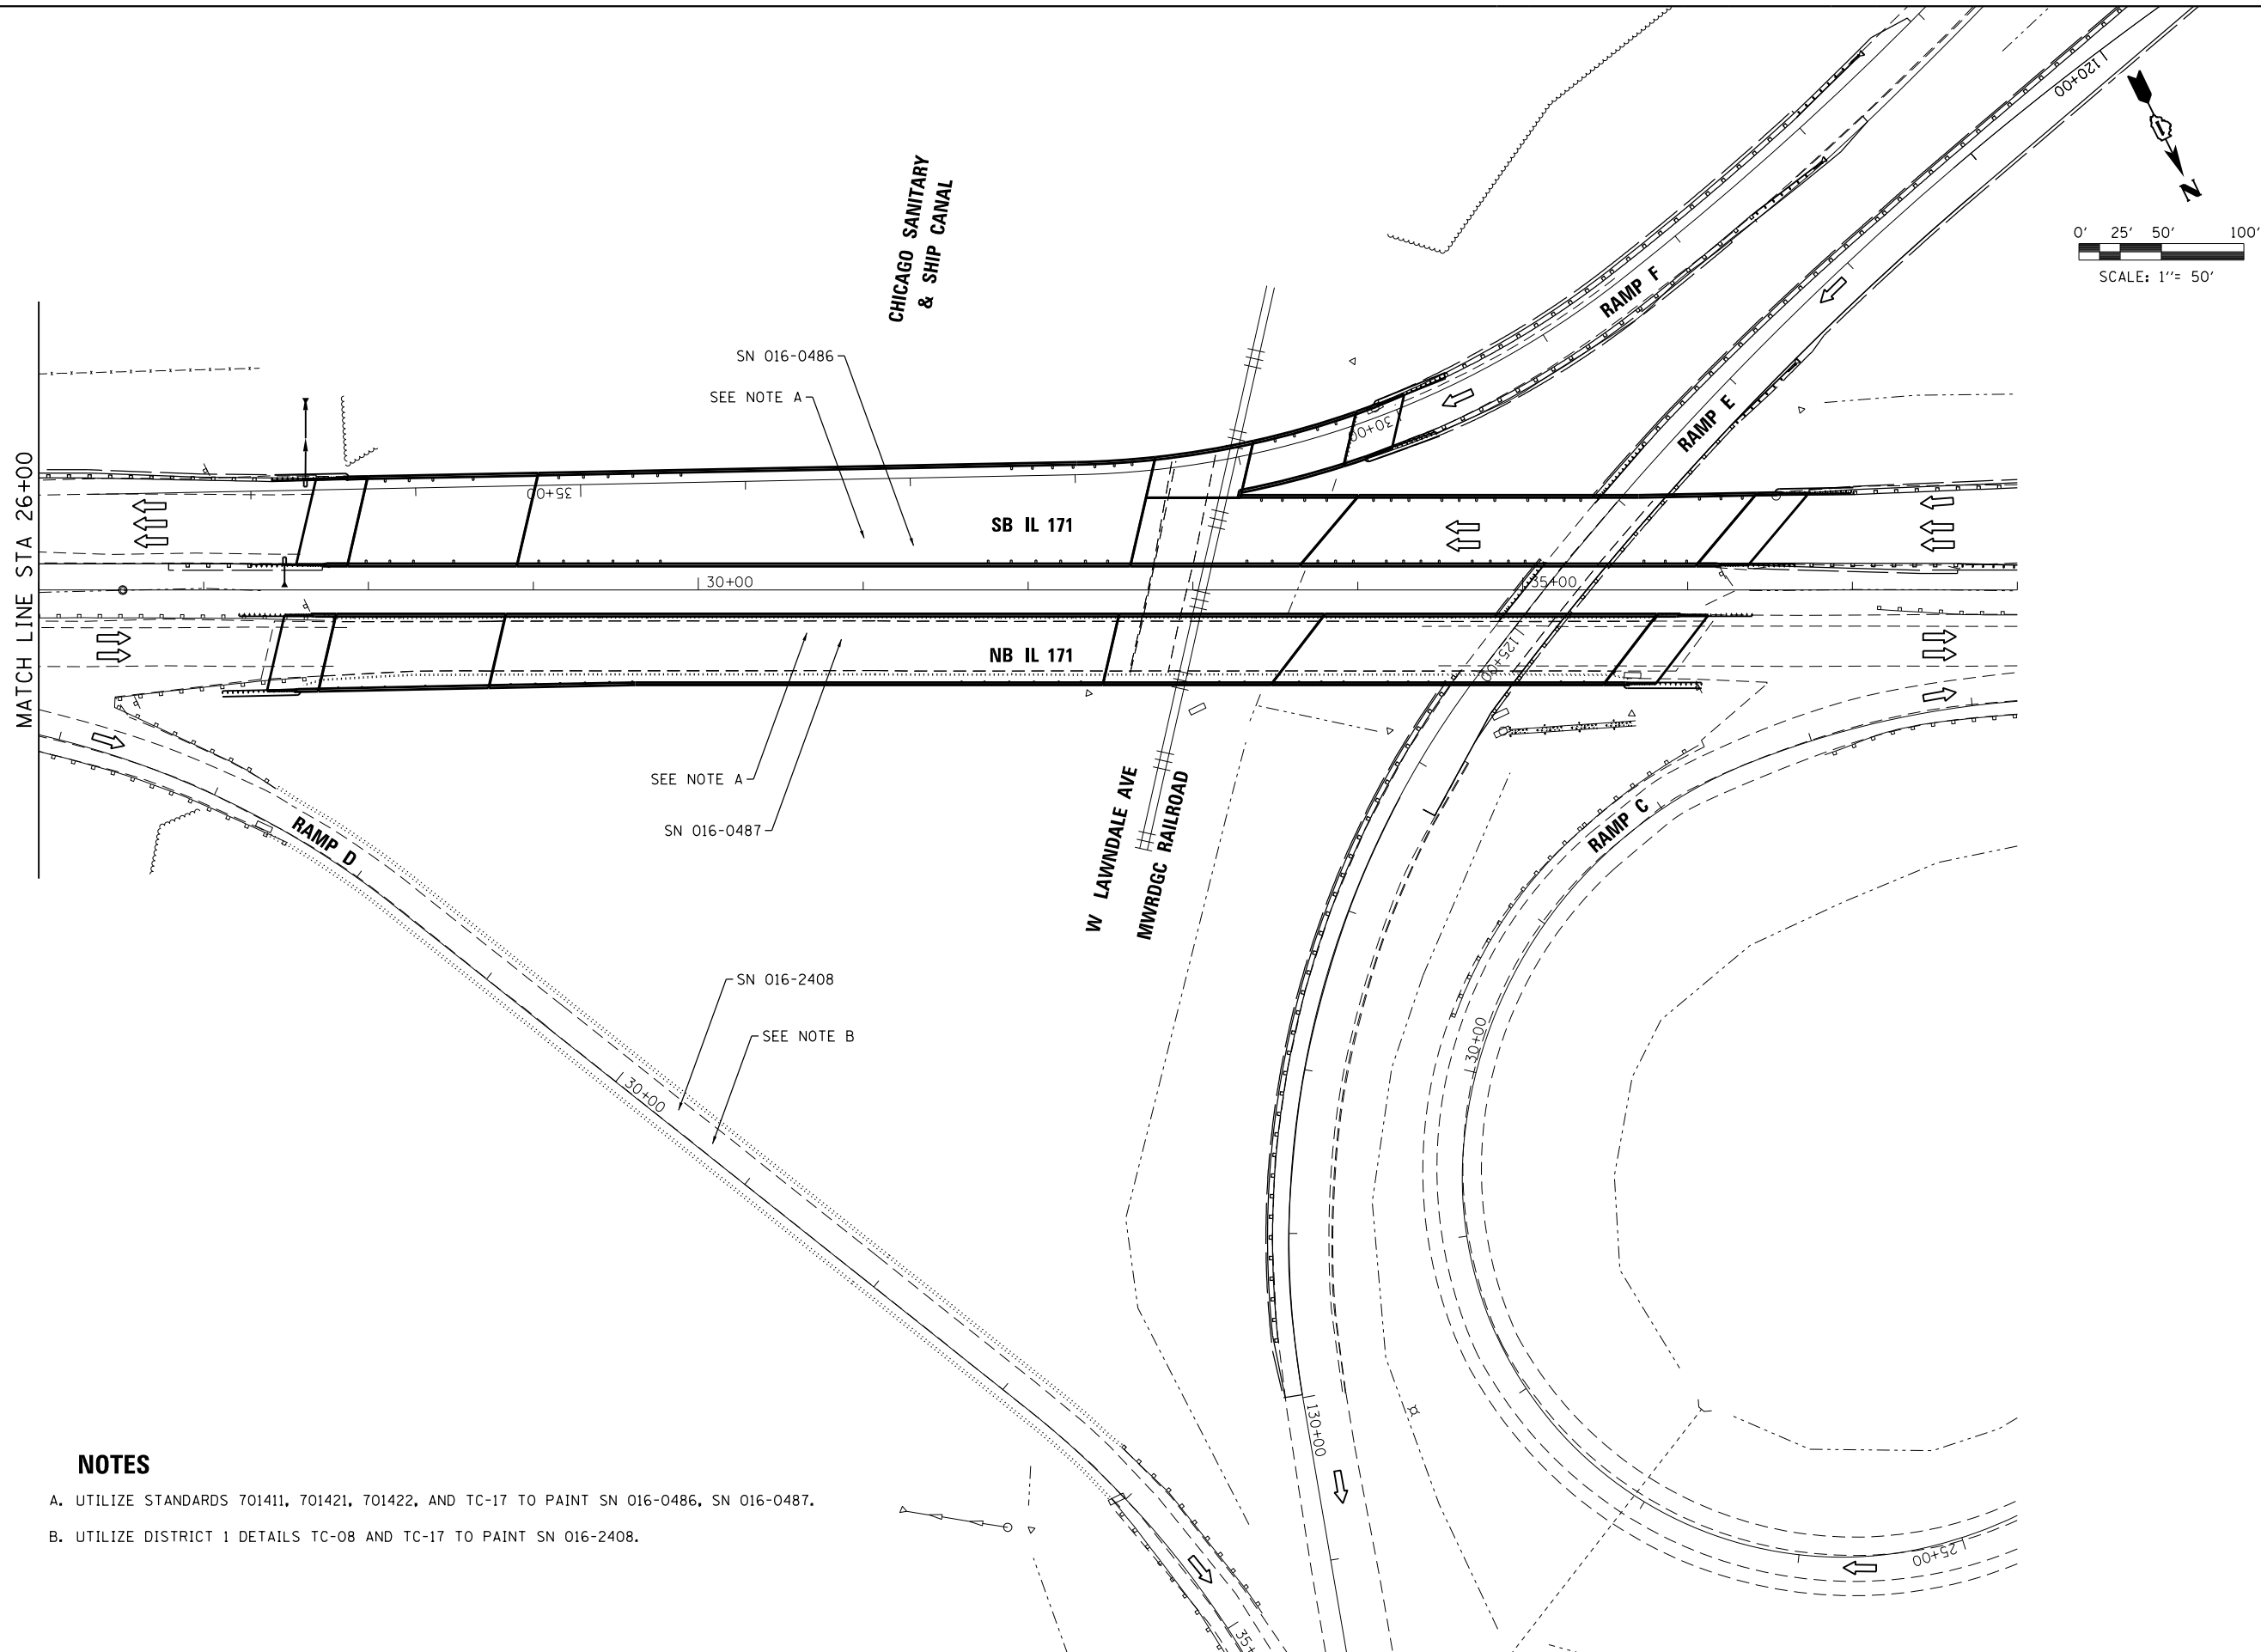 120+00
N
0' 25' 50' 100'
SCALE: 1''= 50'
CHICAGO SANITARY
& SHIP CANAL
RAMP F
SN 016-0486
SEE NOTE A
30+00
RAMP E
MATCH LINE STA 26+00
35+00
SB IL 171
30+00
35+00
NB IL 171
125+00
SEE NOTE A
SN 016-0487
W LAWNDALE AVE
MWRDGC RAILROAD
RAMP D
RAMP C
SN 016-2408
SEE NOTE B
30+00
30+00
130+00
25+00
35+
NOTES
A. UTILIZE STANDARDS 701411, 701421, 701422, AND TC-17 TO PAINT SN 016-0486, SN 016-0487.
B. UTILIZE DISTRICT 1 DETAILS TC-08 AND TC-17 TO PAINT SN 016-2408.